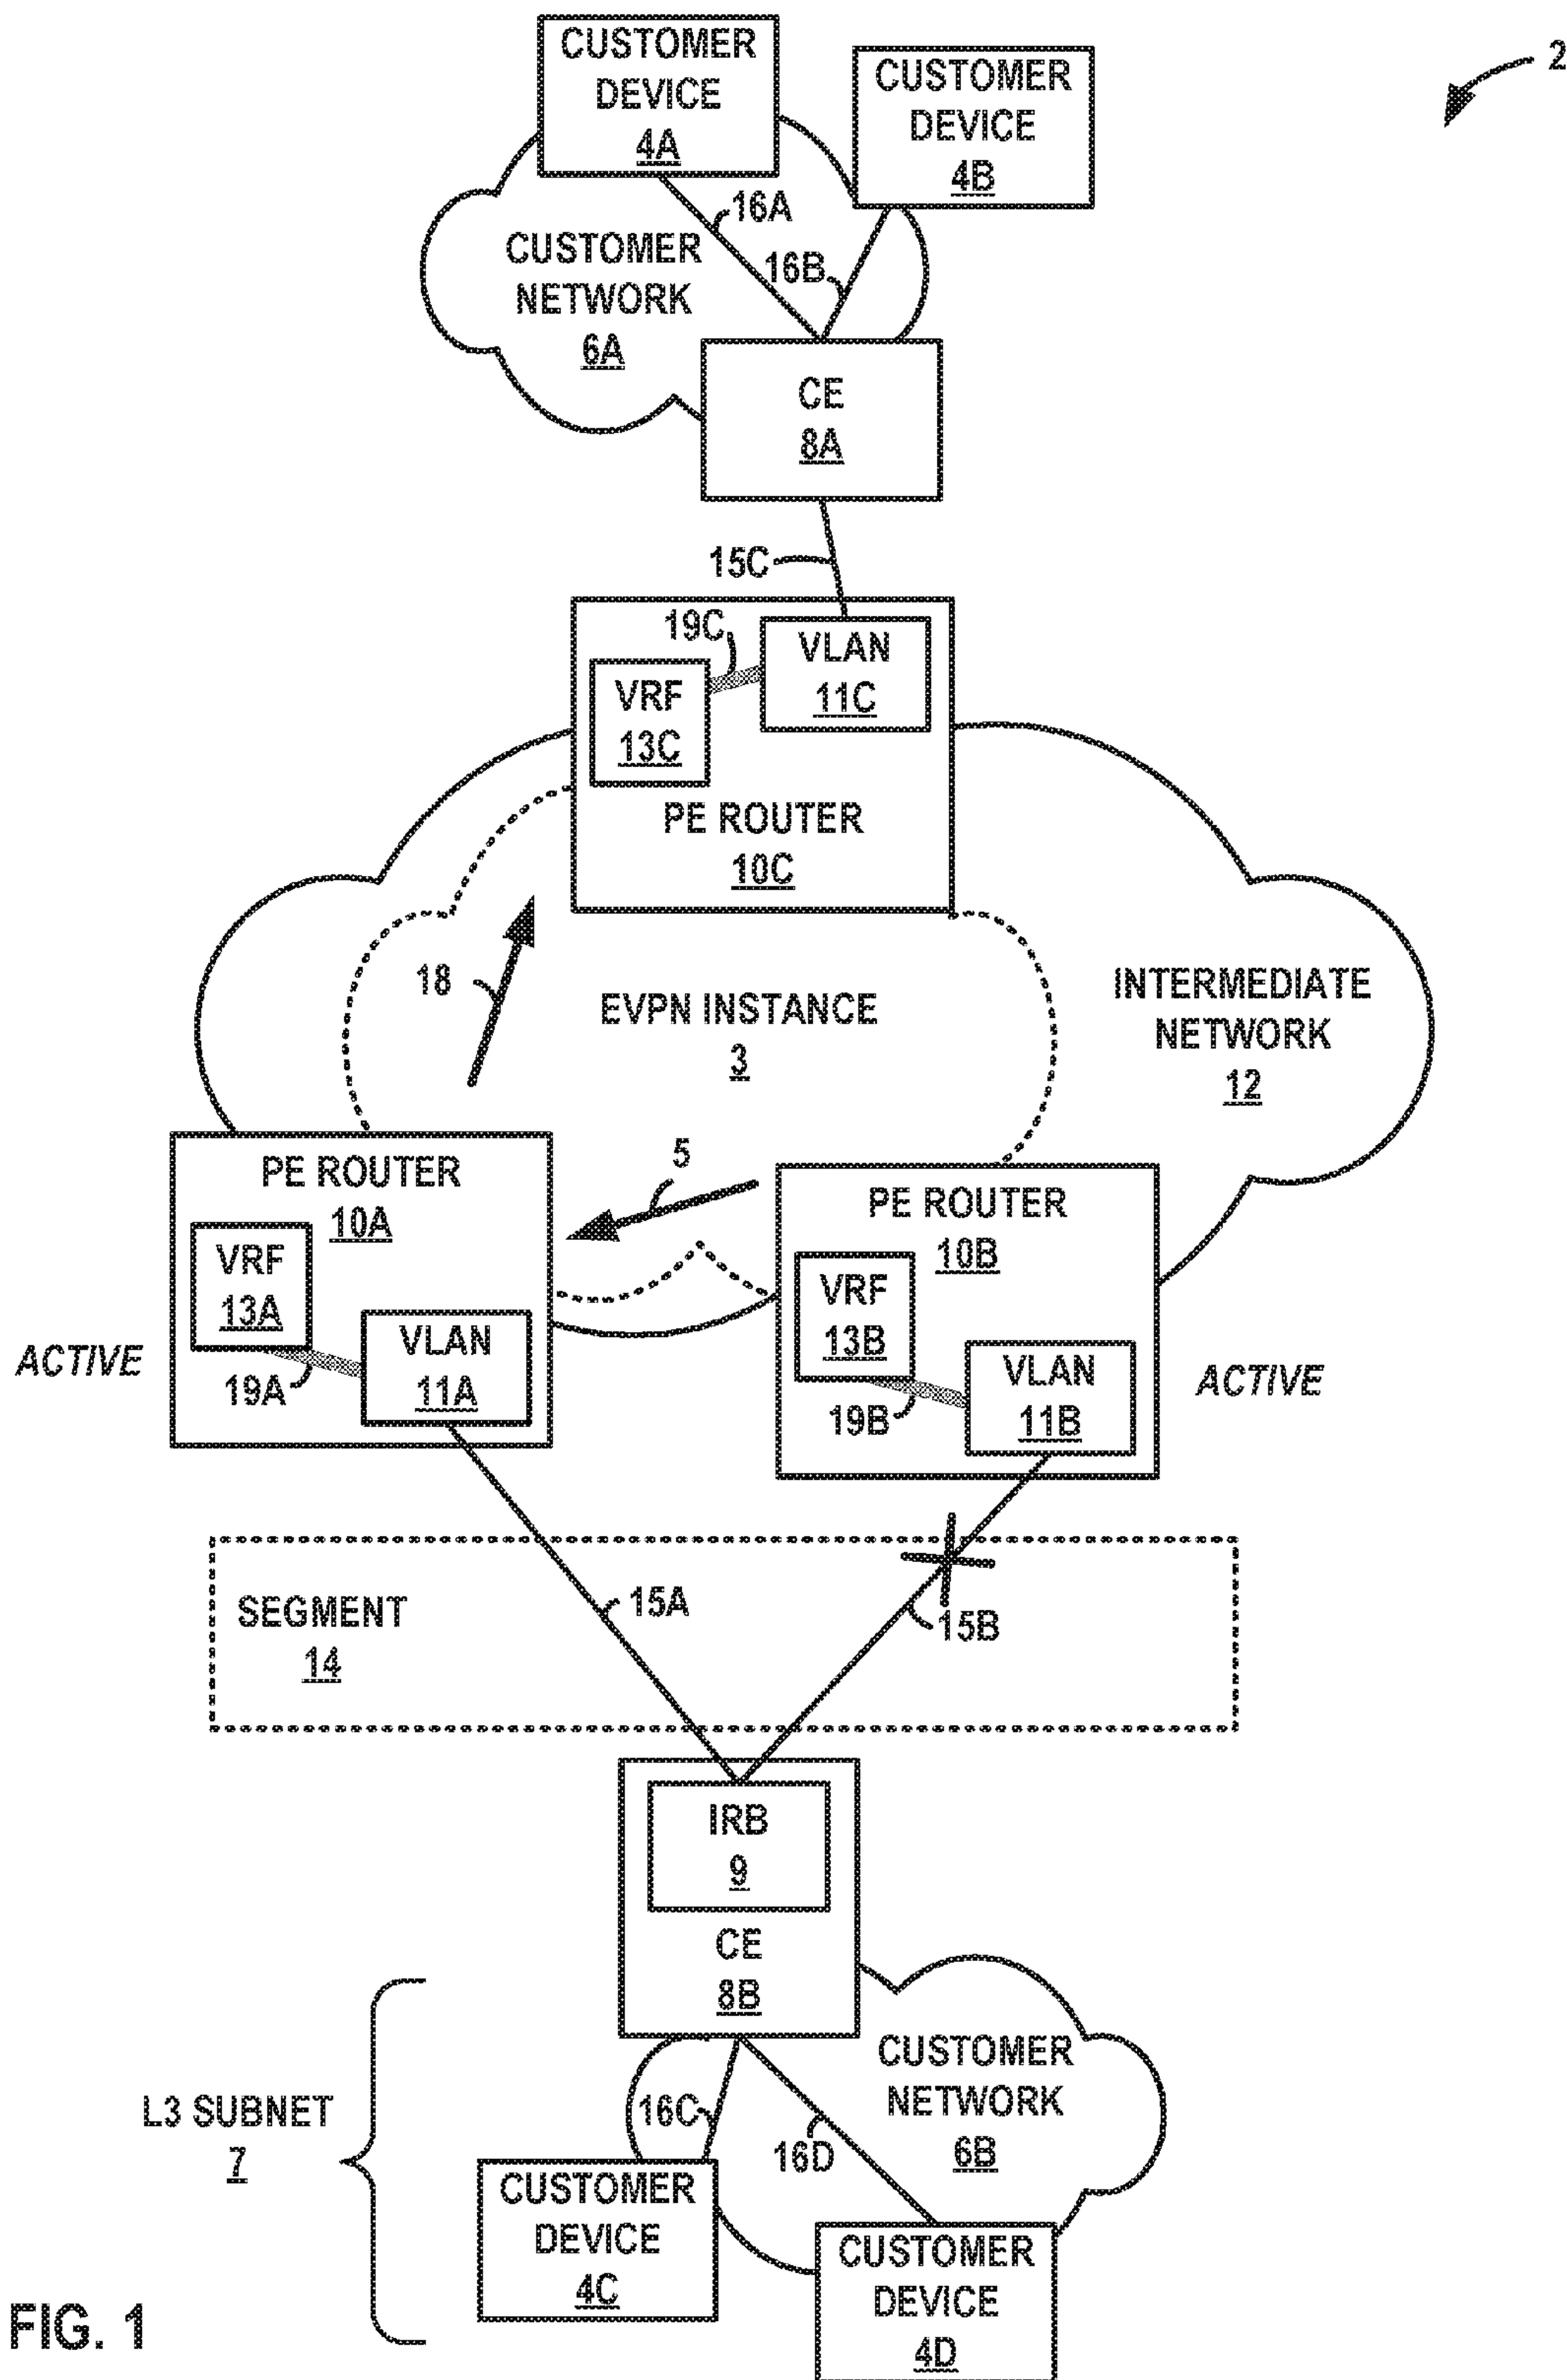 2
CUSTOMER
DEVICE
4A
CUSTOMER
DEVICE
4B
16A
CUSTOMER
NETWORK
6A
16B
CE
8A
15C
19C
VLAN
11C
VRF
13C
PE ROUTER
10C
18
EVPN INSTANCE
3
INTERMEDIATE
NETWORK
12
PE ROUTER
10A
VRF
13A
VLAN
11A
19A
ACTIVE
5
PE ROUTER
10B
VRF
13B
VLAN
11B
19B
ACTIVE
SEGMENT
14
15A
15B
IRB
9
CE
8B
L3 SUBNET
7
CUSTOMER
NETWORK
6B
16C
16D
CUSTOMER
DEVICE
4C
CUSTOMER
DEVICE
4D
FIG. 1